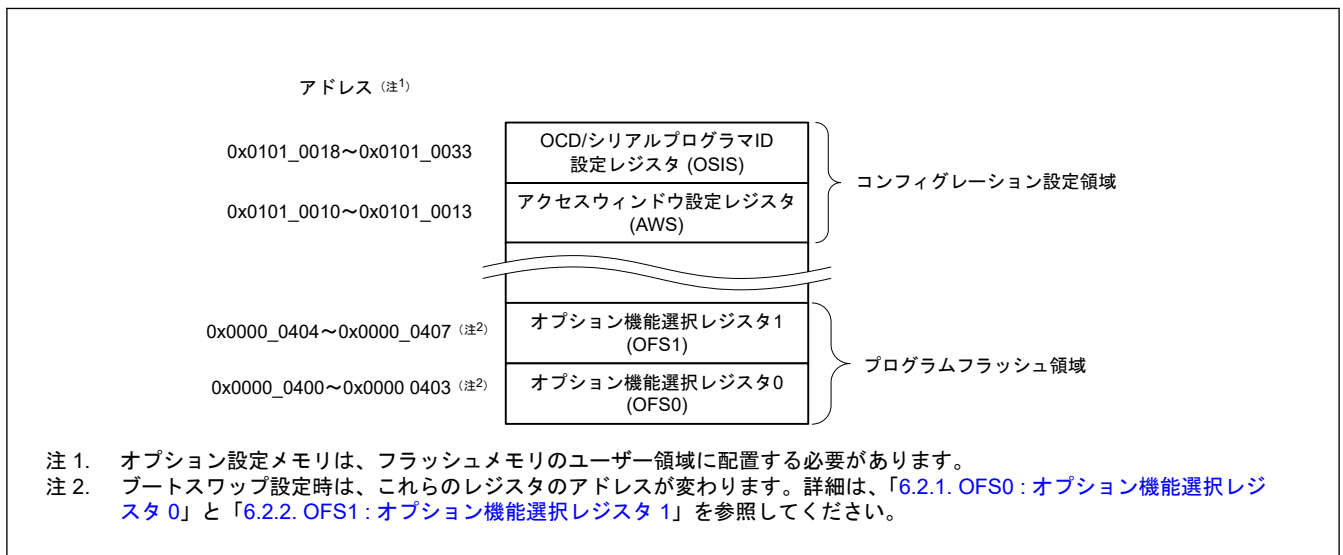 アドレス（注1）
0x0101_0018～0x0101_0033
OCD/シリアルプログラマID
設定レジスタ (OSIS)
コンフィグレーション設定領域
0x0101_0010～0x0101_0013
アクセスウィンドウ設定レジスタ
(AWS)
0x0000_0404～0x0000_0407（注2）
オプション機能選択レジスタ1
(OFS1)
プログラムフラッシュ領域
0x0000_0400～0x0000 0403（注2）
オプション機能選択レジスタ0
(OFS0)
注 1. オプション設定メモリは、フラッシュメモリのユーザー領域に配置する必要があります。
注 2. ブートスワップ設定時は、これらのレジスタのアドレスが変わります。詳細は、「6.2.1. OFS0 : オプション機能選択レジ
スタ 0」と「6.2.2. OFS1 : オプション機能選択レジスタ 1」を参照してください。